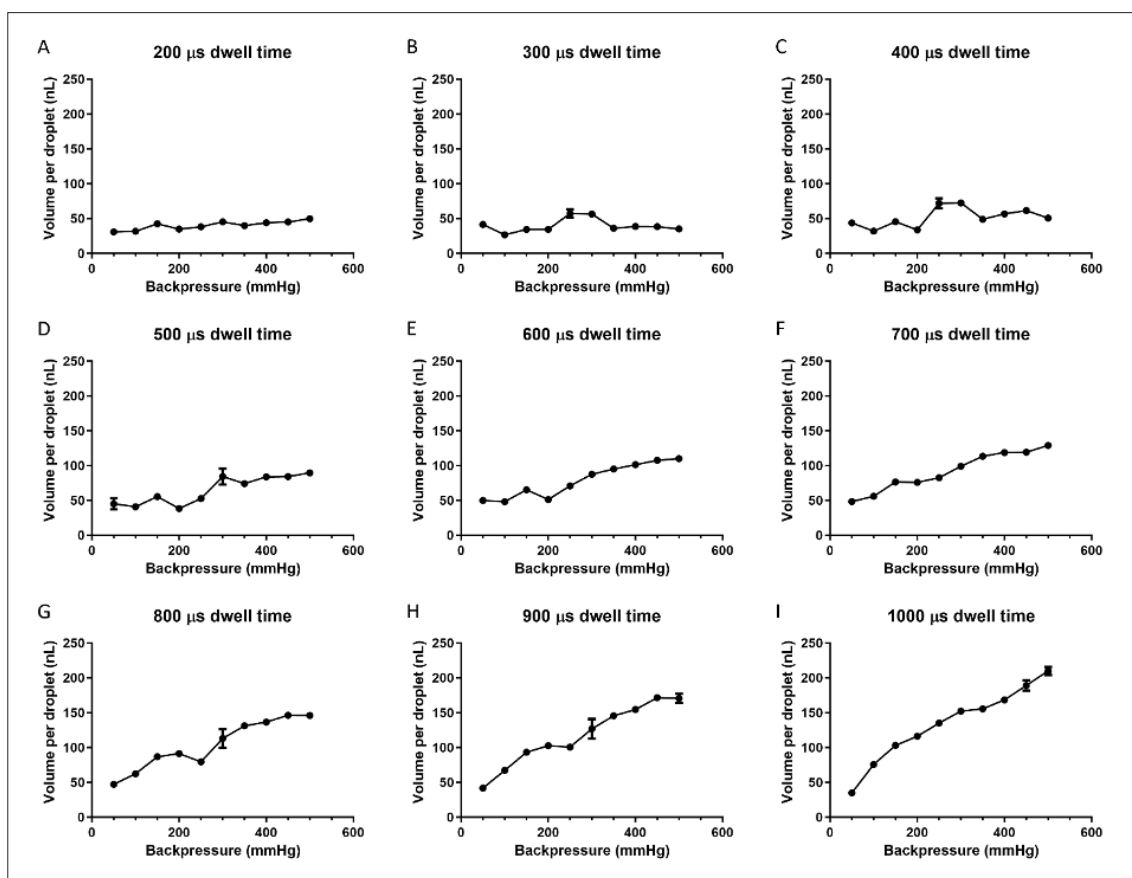 A
200 μs dwell time
Volume per droplet (nL)
250
200
150
100
50
0
0
200
400
600
Backpressure (mmHg)
B
300 μs dwell time
Volume per droplet (nL)
250
200
150
100
50
0
0
200
400
600
Backpressure (mmHg)
C
400 μs dwell time
Volume per droplet (nL)
250
200
150
100
50
0
0
200
400
600
Backpressure (mmHg)
D
500 μs dwell time
Volume per droplet (nL)
250
200
150
100
50
0
0
200
400
600
Backpressure (mmHg)
E
600 μs dwell time
Volume per droplet (nL)
250
200
150
100
50
0
0
200
400
600
Backpressure (mmHg)
F
700 μs dwell time
Volume per droplet (nL)
250
200
150
100
50
0
0
200
400
600
Backpressure (mmHg)
G
800 μs dwell time
Volume per droplet (nL)
250
200
150
100
50
0
0
200
400
600
Backpressure (mmHg)
H
900 μs dwell time
Volume per droplet (nL)
250
200
150
100
50
0
0
200
400
600
Backpressure (mmHg)
I
1000 μs dwell time
Volume per droplet (nL)
250
200
150
100
50
0
0
200
400
600
Backpressure (mmHg)